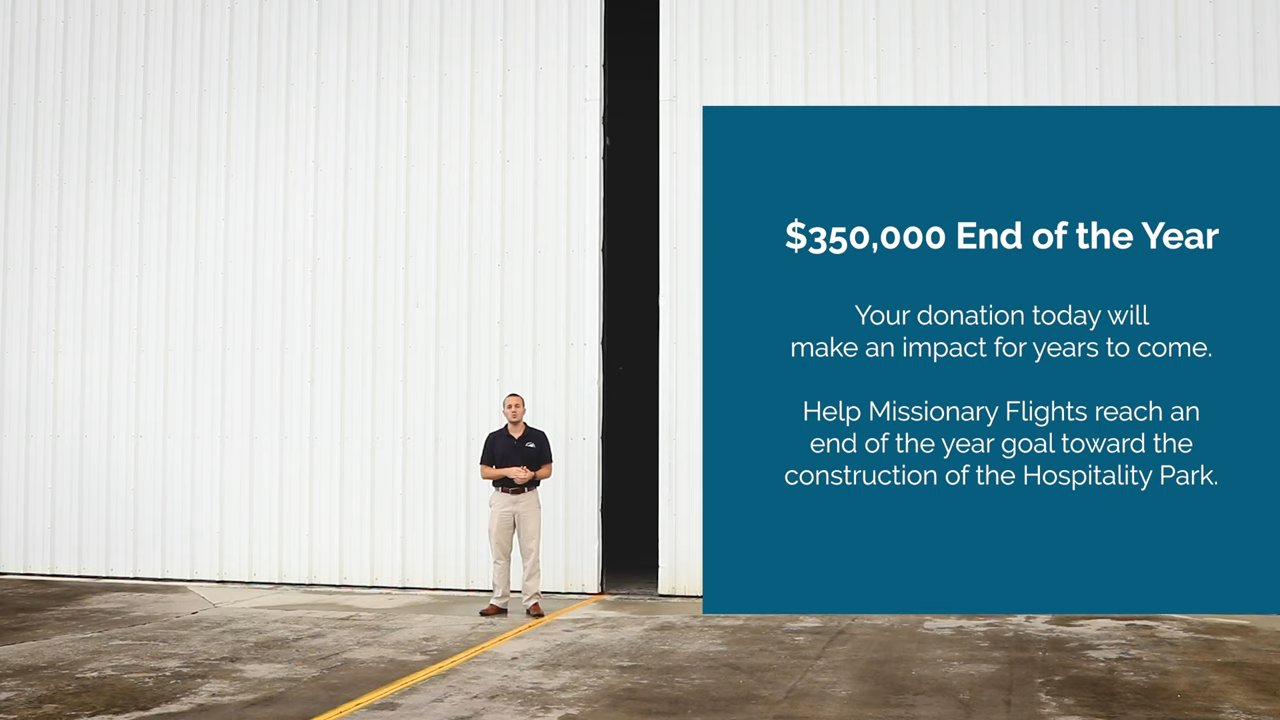 $350,000 End of the Year
Your donation today will
make an impact for years to come.
Help Missionary Flights reach an
end of the year goal toward the
construction of the Hospitality Park.